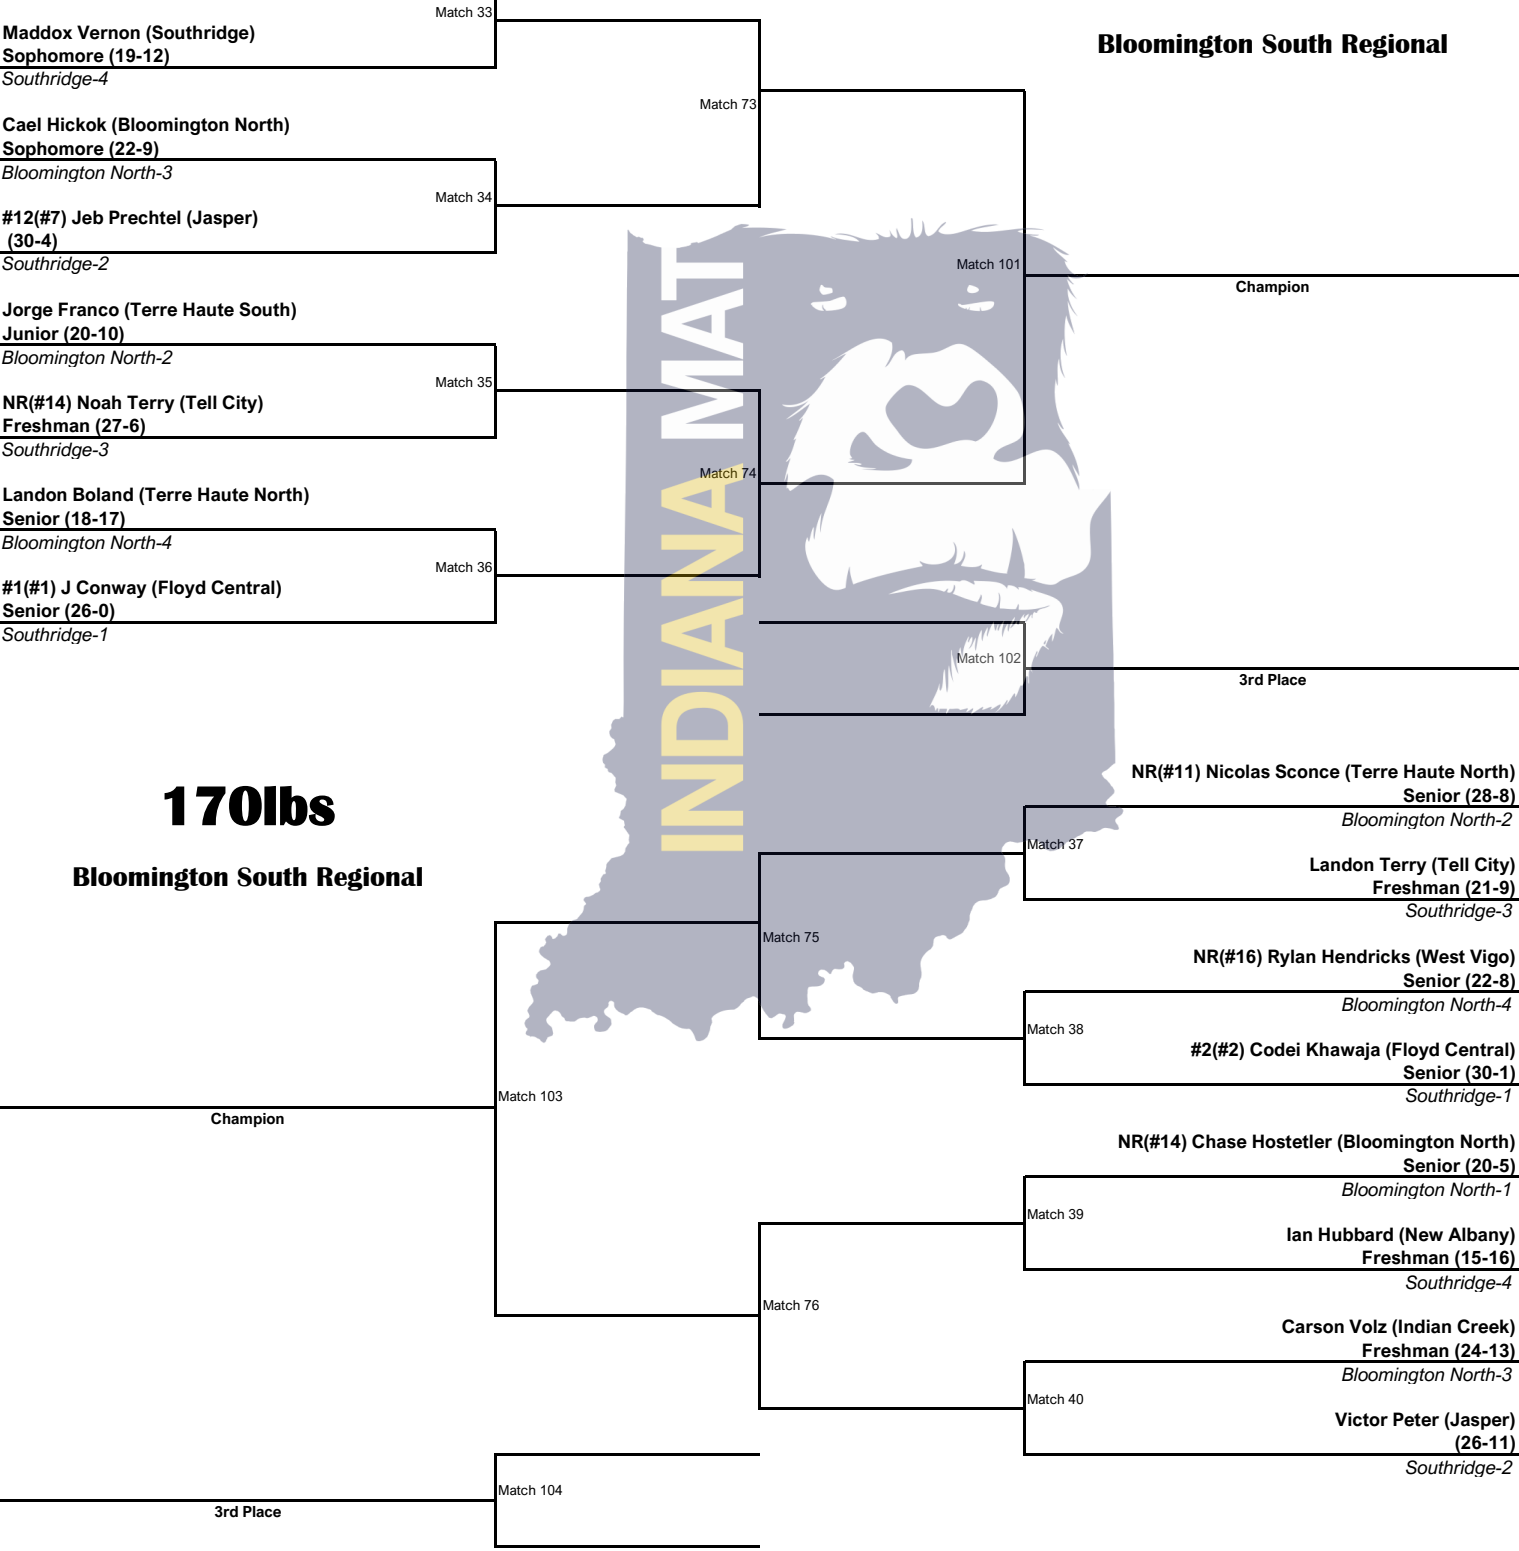 Match 33
Maddox Vernon (Southridge)
Sophomore (19-12)
Southridge-4
Bloomington South Regional
Match 73
Cael Hickok (Bloomington North)
Sophomore (22-9)
Bloomington North-3
Match 34
#12(#7) Jeb Prechtel (Jasper)
(30-4)
Southridge-2
Match 101
Champion
Jorge Franco (Terre Haute South)
Junior (20-10)
Bloomington North-2
Match 35
NR(#14) Noah Terry (Tell City)
Freshman (27-6)
Southridge-3
Match 74
Landon Boland (Terre Haute North)
Senior (18-17)
Bloomington North-4
Match 36
#1(#1) J Conway (Floyd Central)
Senior (26-0)
Southridge-1
INDIANA MAT
Match 102
3rd Place
170lbs
Bloomington South Regional
NR(#11) Nicolas Sconce (Terre Haute North)
Senior (28-8)
Bloomington North-2
Match 37
Landon Terry (Tell City)
Freshman (21-9)
Southridge-3
Match 75
NR(#16) Rylan Hendricks (West Vigo)
Senior (22-8)
Bloomington North-4
Match 38
#2(#2) Codei Khawaja (Floyd Central)
Senior (30-1)
Southridge-1
Match 103
Champion
NR(#14) Chase Hostetler (Bloomington North)
Senior (20-5)
Bloomington North-1
Match 39
Ian Hubbard (New Albany)
Freshman (15-16)
Southridge-4
Match 76
Carson Volz (Indian Creek)
Freshman (24-13)
Bloomington North-3
Match 40
Victor Peter (Jasper)
(26-11)
Southridge-2
Match 104
3rd Place